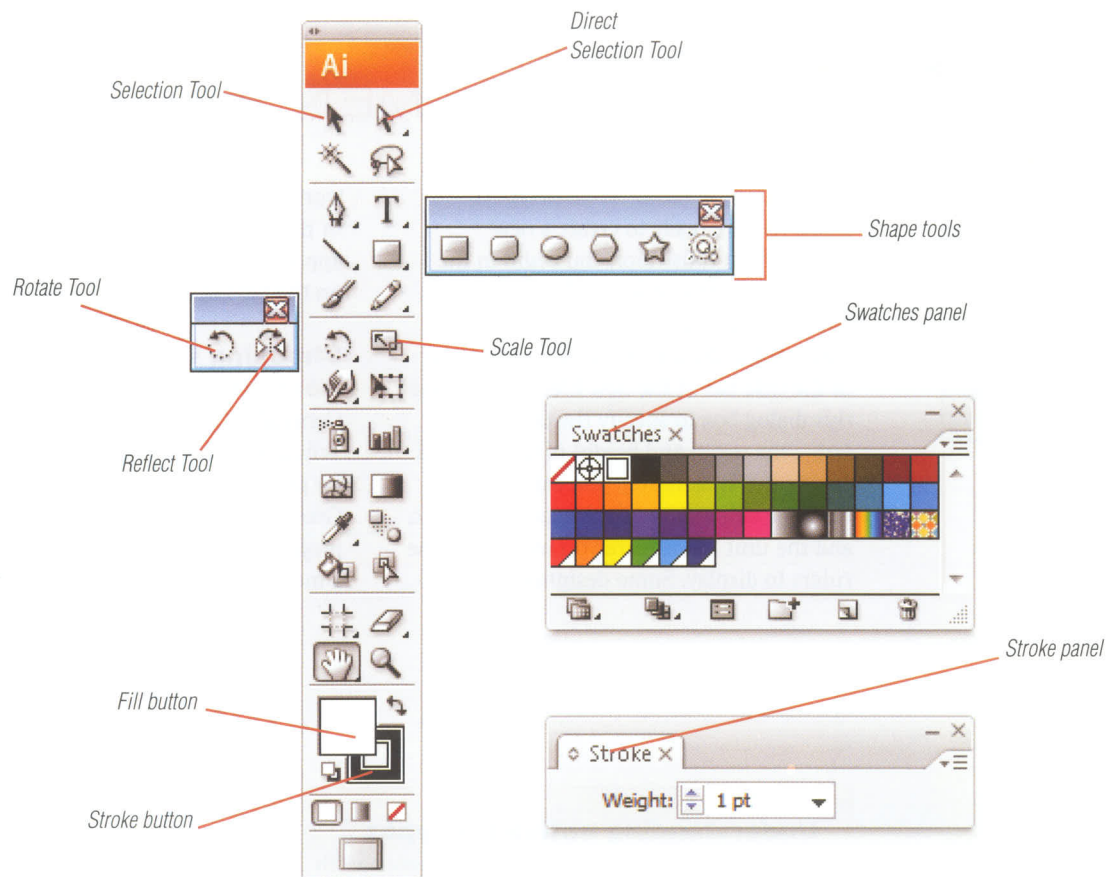 Direct
Selection Tool
Ai
Selection Tool
T
Shape tools
Rotate Tool
Swatches panel
Scale Tool
Swatches
Reflect Tool
Stroke panel
Fill button
Stroke
Weight: 1 pt
Stroke button